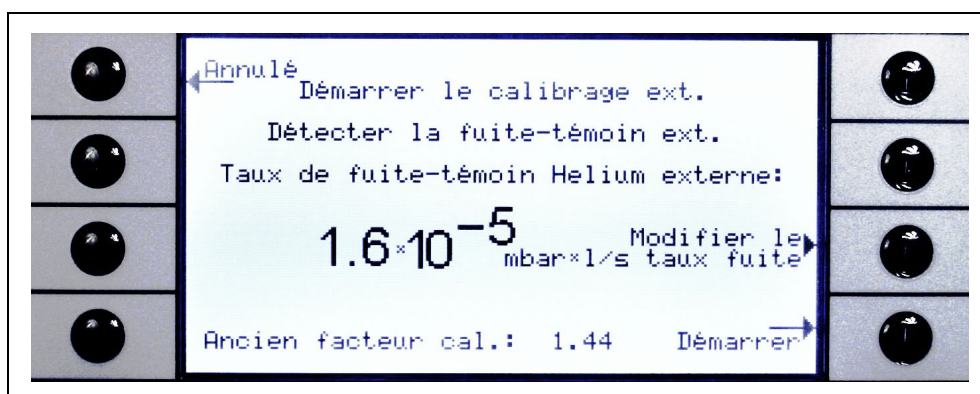 Annulé
Démarrer le calibrage ext.
Détecter la fuite-témoin ext.
Taux de fuite-témoin Helium externe:
1.6×10⁻⁵ mbar×l/s
Modifier le
taux fuite
Ancien facteur cal.: 1.44
Démarrer